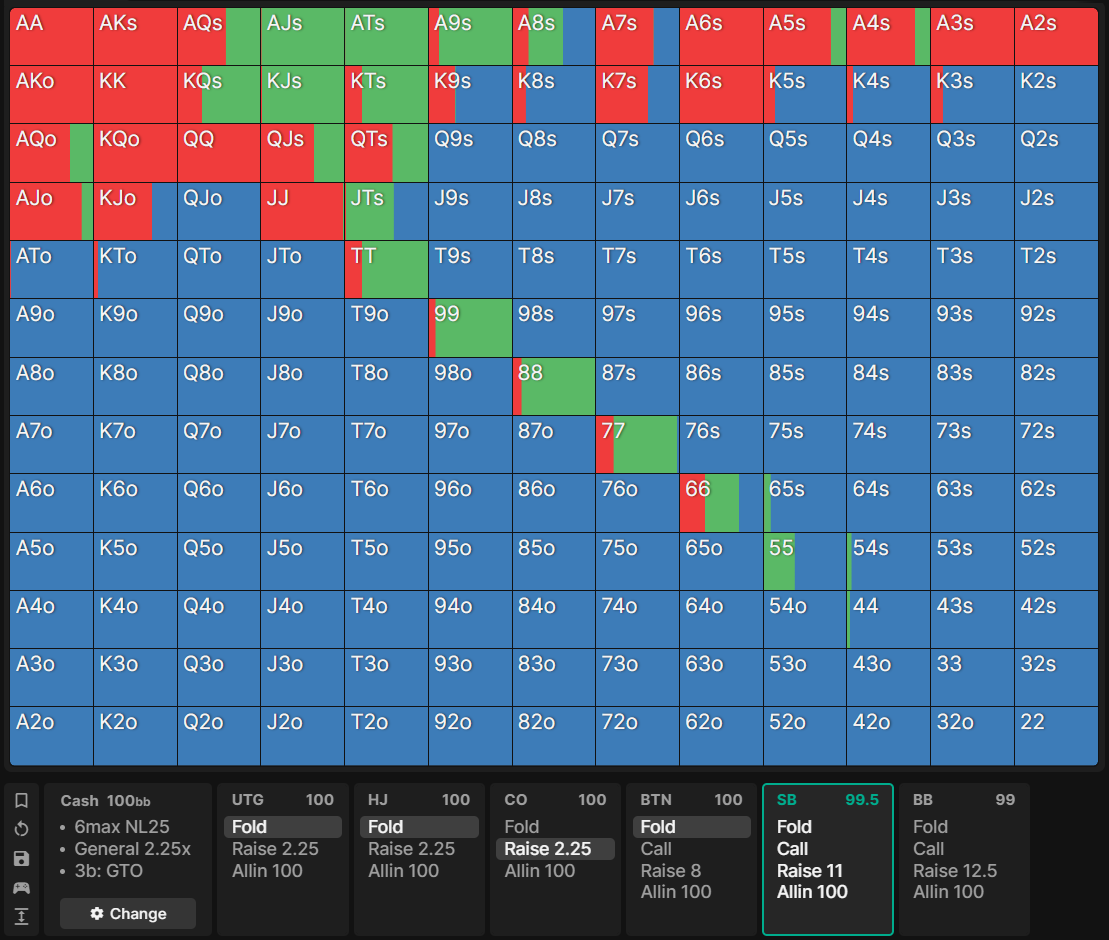 AA AKs AQs AJs ATs A9s A8s A7s A6s A5s A4s A3s A2s
AKo KK KQs KJs KTs K9s K8s K7s K6s K5s K4s K3s K2s
AQo KQo QQ QJs QTs Q9s Q8s Q7s Q6s Q5s Q4s Q3s Q2s
AJo KJo QJo JJ JTs J9s J8s J7s J6s J5s J4s J3s J2s
ATo KTo QTo JTo TT T9s T8s T7s T6s T5s T4s T3s T2s
A9o K9o Q9o J9o T9o 99 98s 97s 96s 95s 94s 93s 92s
A8o K8o Q8o J8o T8o 98o 88 87s 86s 85s 84s 83s 82s
A7o K7o Q7o J7o T7o 97o 87o 77 76s 75s 74s 73s 72s
A6o K6o Q6o J6o T6o 96o 86o 76o 66 65s 64s 63s 62s
A5o K5o Q5o J5o T5o 95o 85o 75o 65o 55 54s 53s 52s
A4o K4o Q4o J4o T4o 94o 84o 74o 64o 54o 44 43s 42s
A3o K3o Q3o J3o T3o 93o 83o 73o 63o 53o 43o 33 32s
A2o K2o Q2o J2o T2o 92o 82o 72o 62o 52o 42o 32o 22
Cash 100bb
• 6max NL25
• General 2.25x
• 3b: GTO
Change
UTG 100
Fold
Raise 2.25
Allin 100
HJ 100
Fold
Raise 2.25
Allin 100
CO 100
Fold
Raise 2.25
Allin 100
BTN 100
Fold
Call
Raise 8
Allin 100
SB 99.5
Fold
Call
Raise 11
Allin 100
BB 99
Fold
Call
Raise 12.5
Allin 100